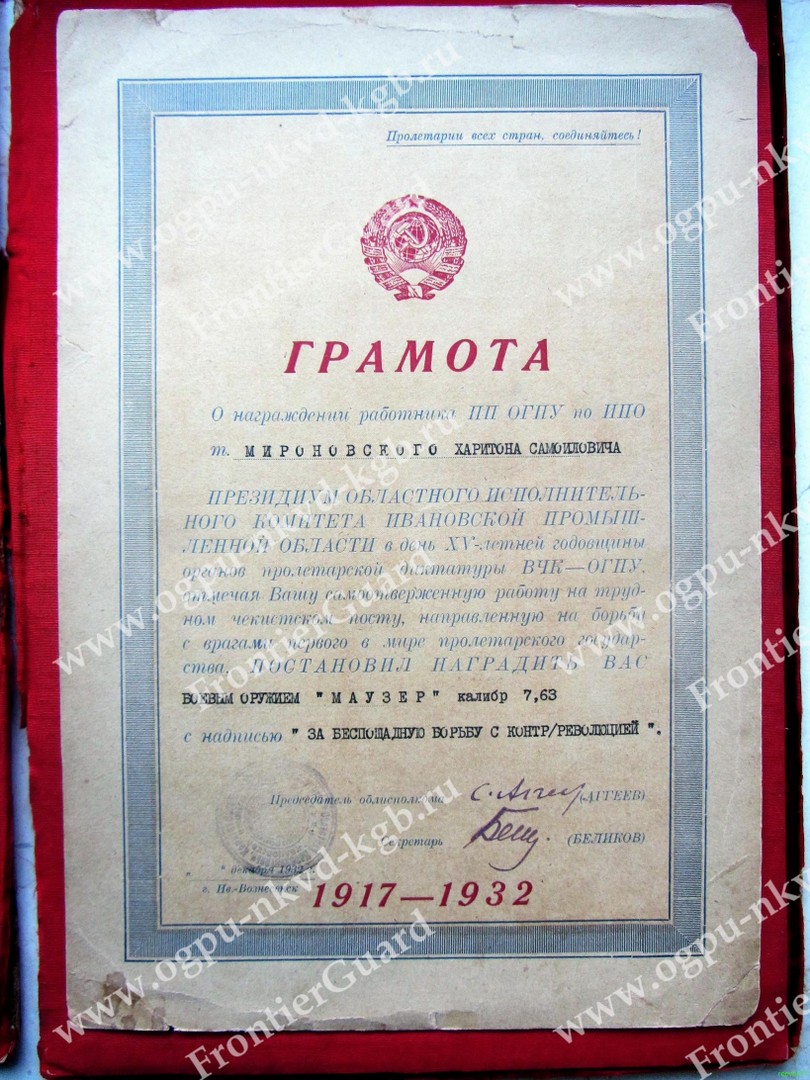 Пролетарии всех стран, соединяйтесь!
ГРАМОТА
О награждении работника ПП ОГПУ по ИПО
т. МИРОНОВСКОГО ХАРИТОНА САМОИЛОВИЧА
ПРЕЗИДИУМ ОБЛАСТНОГО ИСПОЛНИТЕЛЬ-
НОГО КОМИТЕТА ИВАНОВСКОЙ ПРОМЫШ-
ЛЕННОЙ ОБЛАСТИ в день XV-летней годовщины
органов пролетарской диктатуры ВЧК—ОГПУ,
отмечая Вашу самоотверженную работу на труд-
ном чекистском посту, направленную на борьбу
с врагами первого в мире пролетарского государ-
ства, ПОСТАНОВИЛ НАГРАДИТЬ ВАС
БОЕВЫМ ОРУЖИЕМ " МАУЗЕР " калибр 7,63
с надписью " ЗА БЕСПОЩАДНУЮ БОРЬБУ С КОНТР/РЕВОЛЮЦИЕЙ ".
Председатель облисполкома (АГГЕЕВ)
Секретарь (БЕЛИКОВ)
" " декабря 1932 г.
г. Ив.-Вознесенск
1917—1932
www.ogpu-nkvd-kgb.ru
FrontierGuard